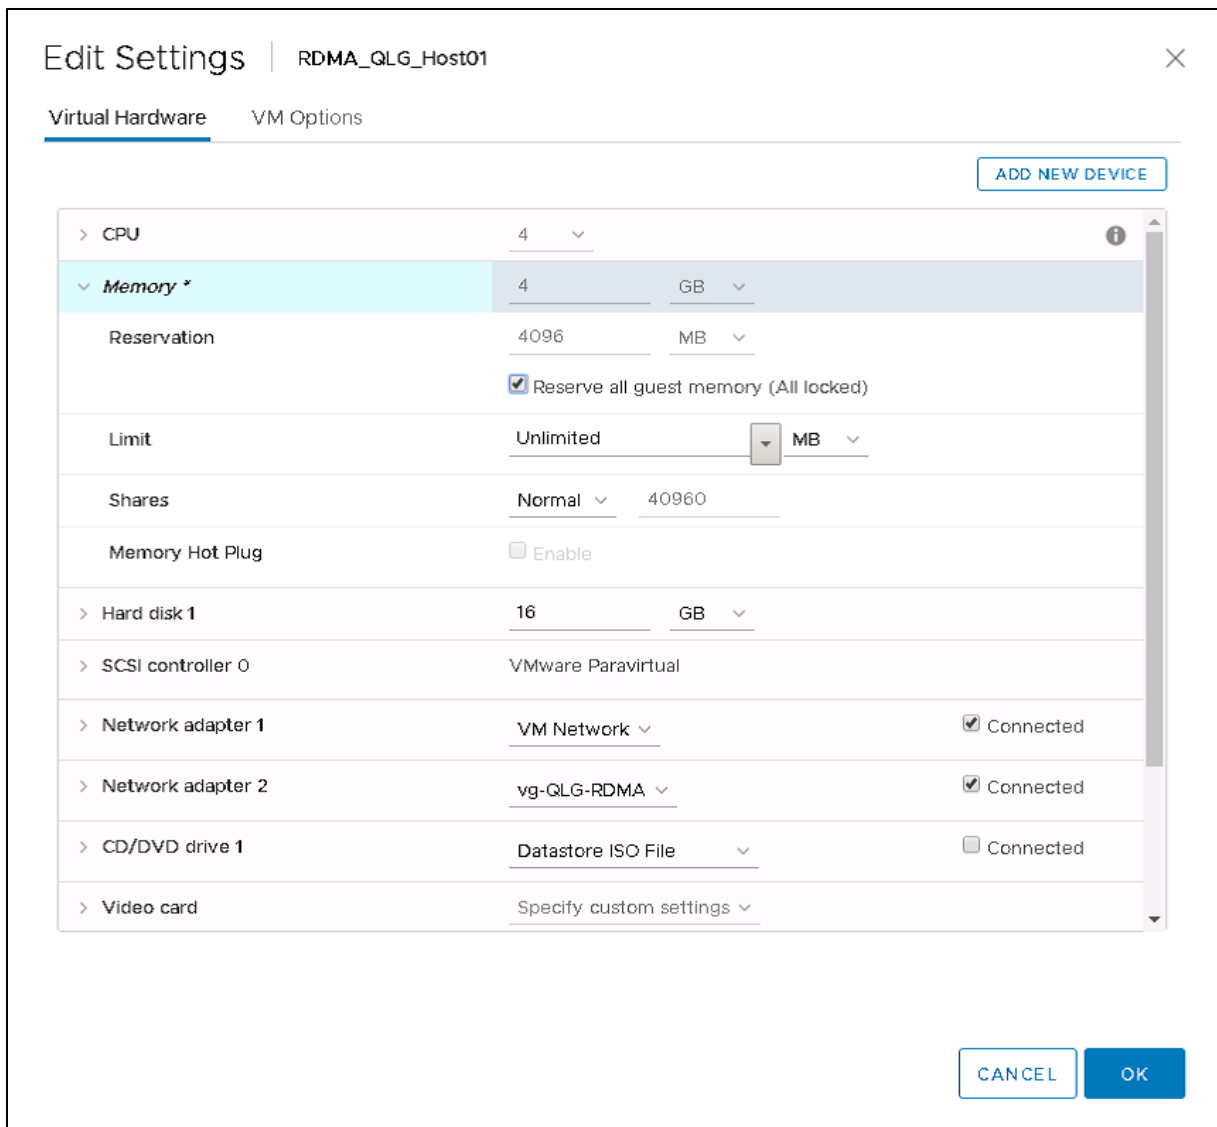 Edit Settings RDMA_QLG_Host01
Virtual Hardware VM Options
ADD NEW DEVICE
CPU 4
Memory * 4 GB
Reservation 4096 MB
Reserve all guest memory (All locked)
Limit Unlimited MB
Shares Normal 40960
Memory Hot Plug Enable
Hard disk 1 16 GB
SCSI controller 0 VMware Paravirtual
Network adapter 1 VM Network Connected
Network adapter 2 vg-QLG-RDMA Connected
CD/DVD drive 1 Datastore ISO File Connected
Video card Specify custom settings
CANCEL OK